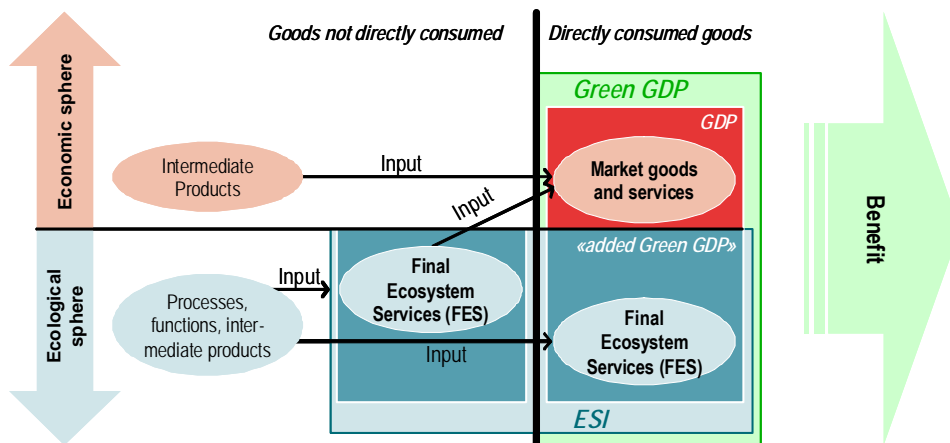 Goods not directly consumed
Directly consumed goods
Green GDP
GDP
Economic sphere
Intermediate
Products
Input
Market goods
and services
Input
«added Green GDP»
Benefit
Ecological
sphere
Input
Final
Ecosystem
Services (FES)
Processes,
functions, inter-
mediate products
Input
Final
Ecosystem
Services (FES)
ESI